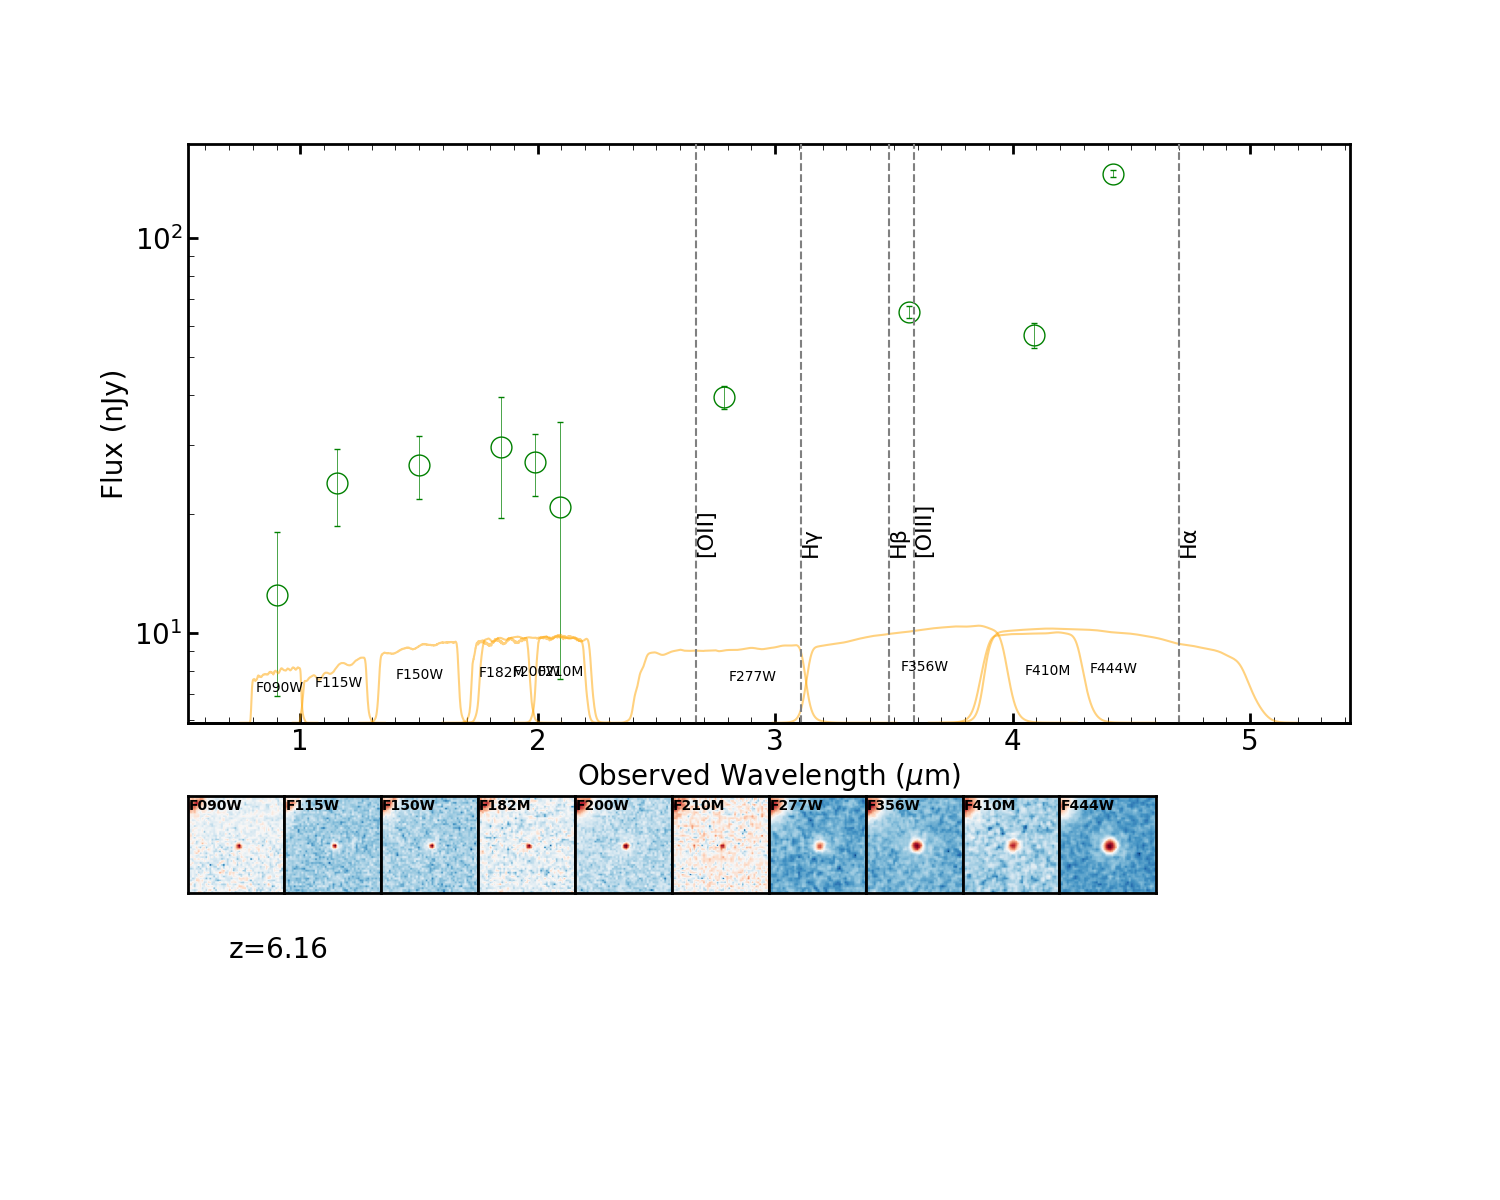 10²
10¹
Flux (nJy)
[OII]
Hγ
Hβ
[OIII]
Hα
F090W
F115W
F150W
F182M
F200W
F210M
F277W
F356W
F410M
F444W
1 2 3 4 5
Observed Wavelength (μm)
F090W F115W F150W F182M F200W F210M F277W F356W F410M F444W
z=6.16